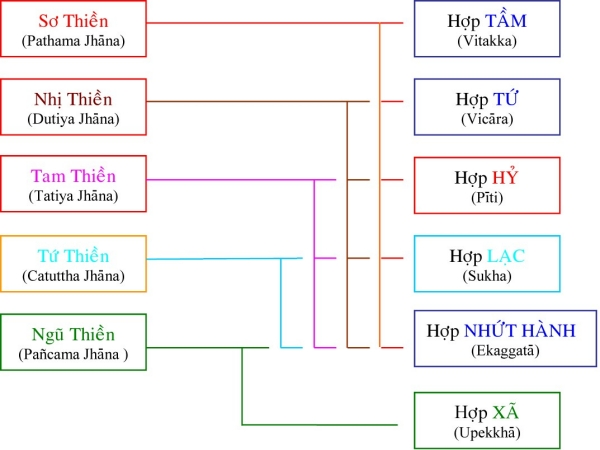 Sơ Thiền
(Pathama Jhāna)
Hợp TẦM
(Vitakka)
Nhị Thiền
(Dutiya Jhāna)
Hợp TỨ
(Vicāra)
Tam Thiền
(Tatiya Jhāna)
Hợp HỶ
(Pīti)
Tứ Thiền
(Catuttha Jhāna)
Hợp LẠC
(Sukha)
Ngũ Thiền
(Pañcama Jhāna )
Hợp NHỨT HÀNH
(Ekaggatā)
Hợp XÃ
(Upekkhā)